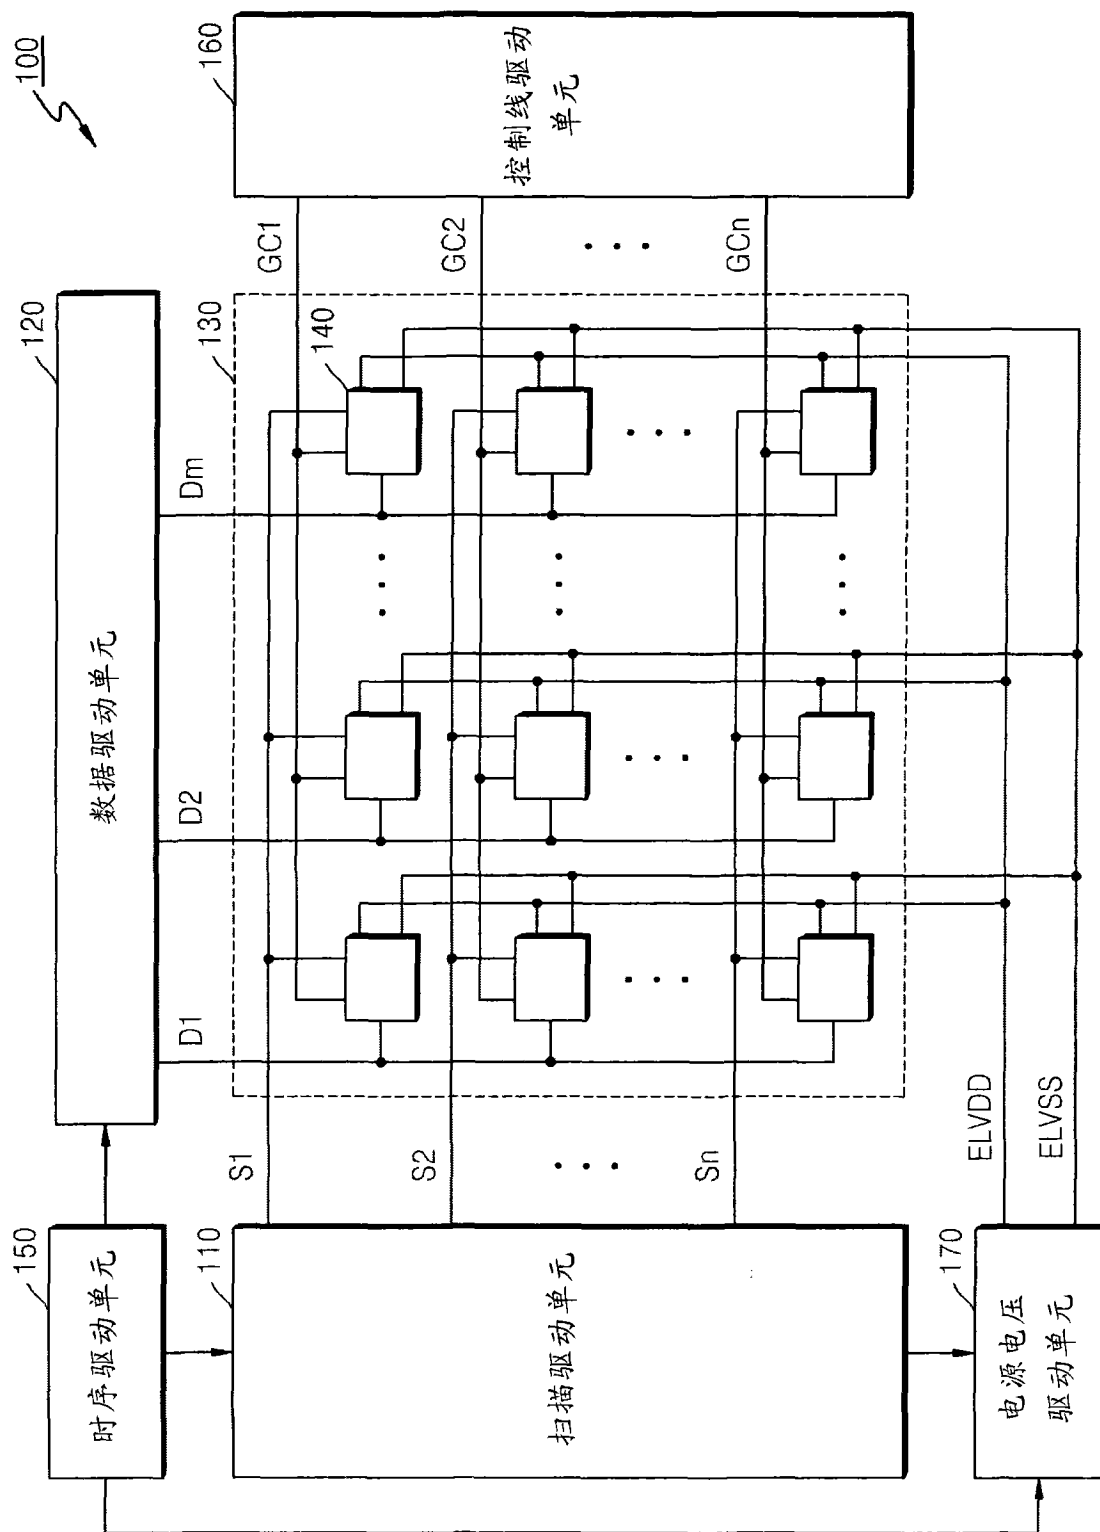 100
150
时序驱动单元
120
数据驱动单元
D1
D2
Dm
110
扫描驱动单元
S1
S2
Sn
130
140
160
控制线驱动
单元
GC1
GC2
GCn
170
电源电压
驱动单元
ELVDD
ELVSS